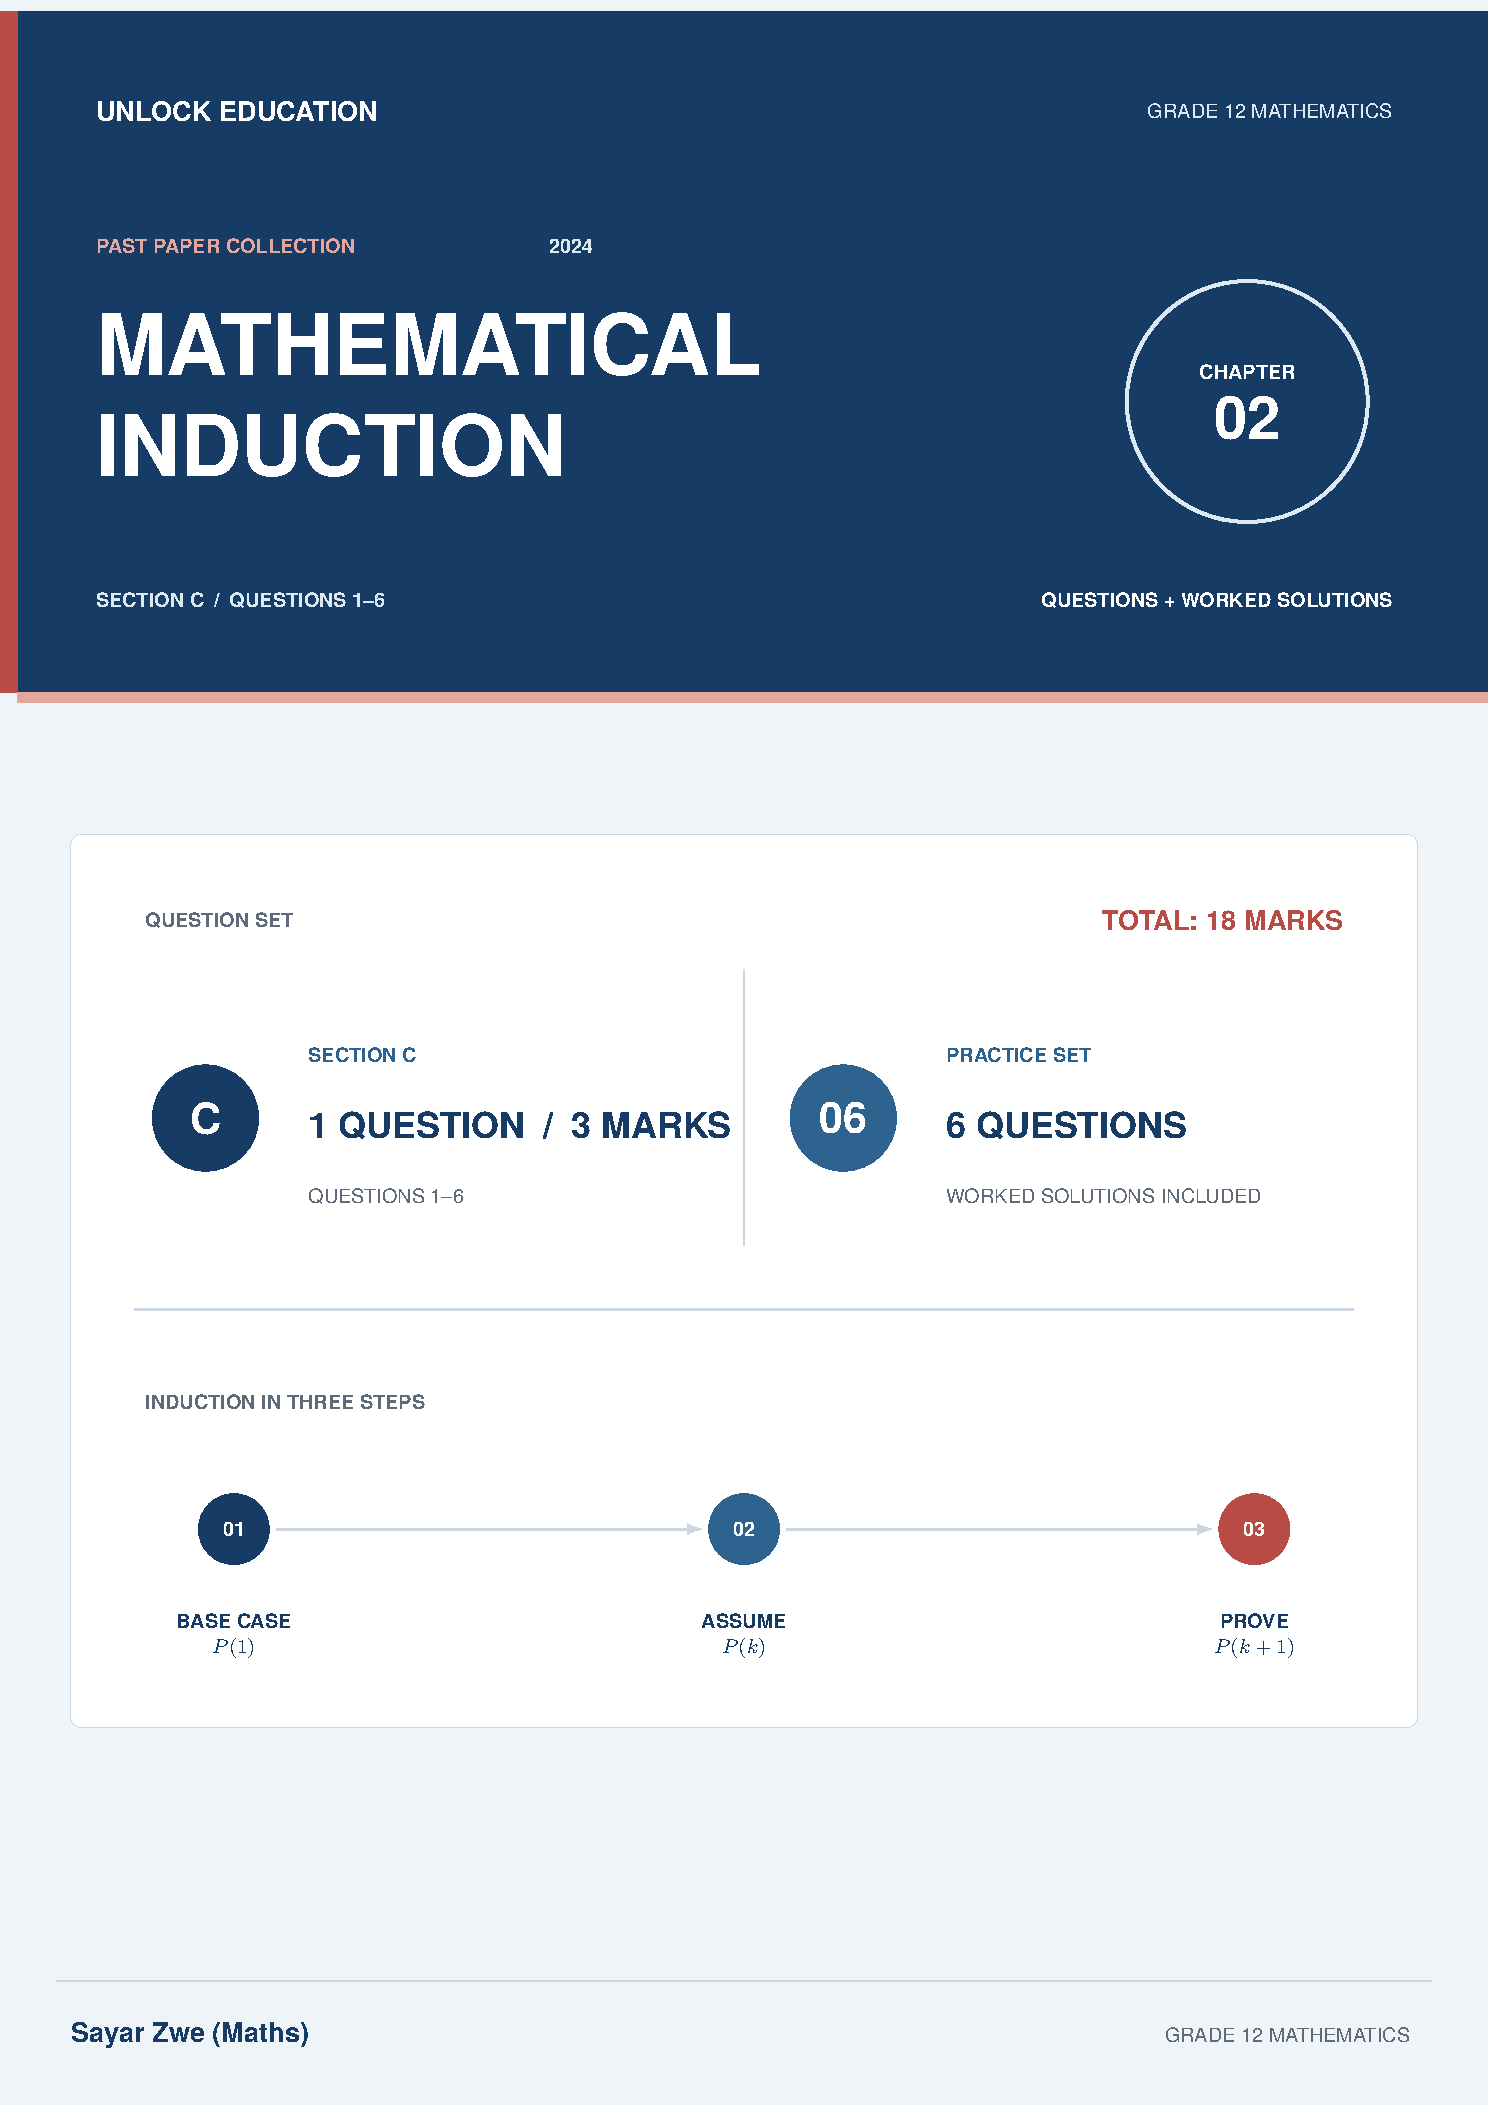 UNLOCK EDUCATION
GRADE 12 MATHEMATICS
PAST PAPER COLLECTION
2024
MATHEMATICAL
INDUCTION
CHAPTER
02
SECTION C / QUESTIONS 1–6
QUESTIONS + WORKED SOLUTIONS
QUESTION SET
TOTAL: 18 MARKS
C
SECTION C
1 QUESTION / 3 MARKS
QUESTIONS 1–6
06
PRACTICE SET
6 QUESTIONS
WORKED SOLUTIONS INCLUDED
INDUCTION IN THREE STEPS
01
02
03
BASE CASE
P(1)
ASSUME
P(k)
PROVE
P(k + 1)
Sayar Zwe (Maths)
GRADE 12 MATHEMATICS